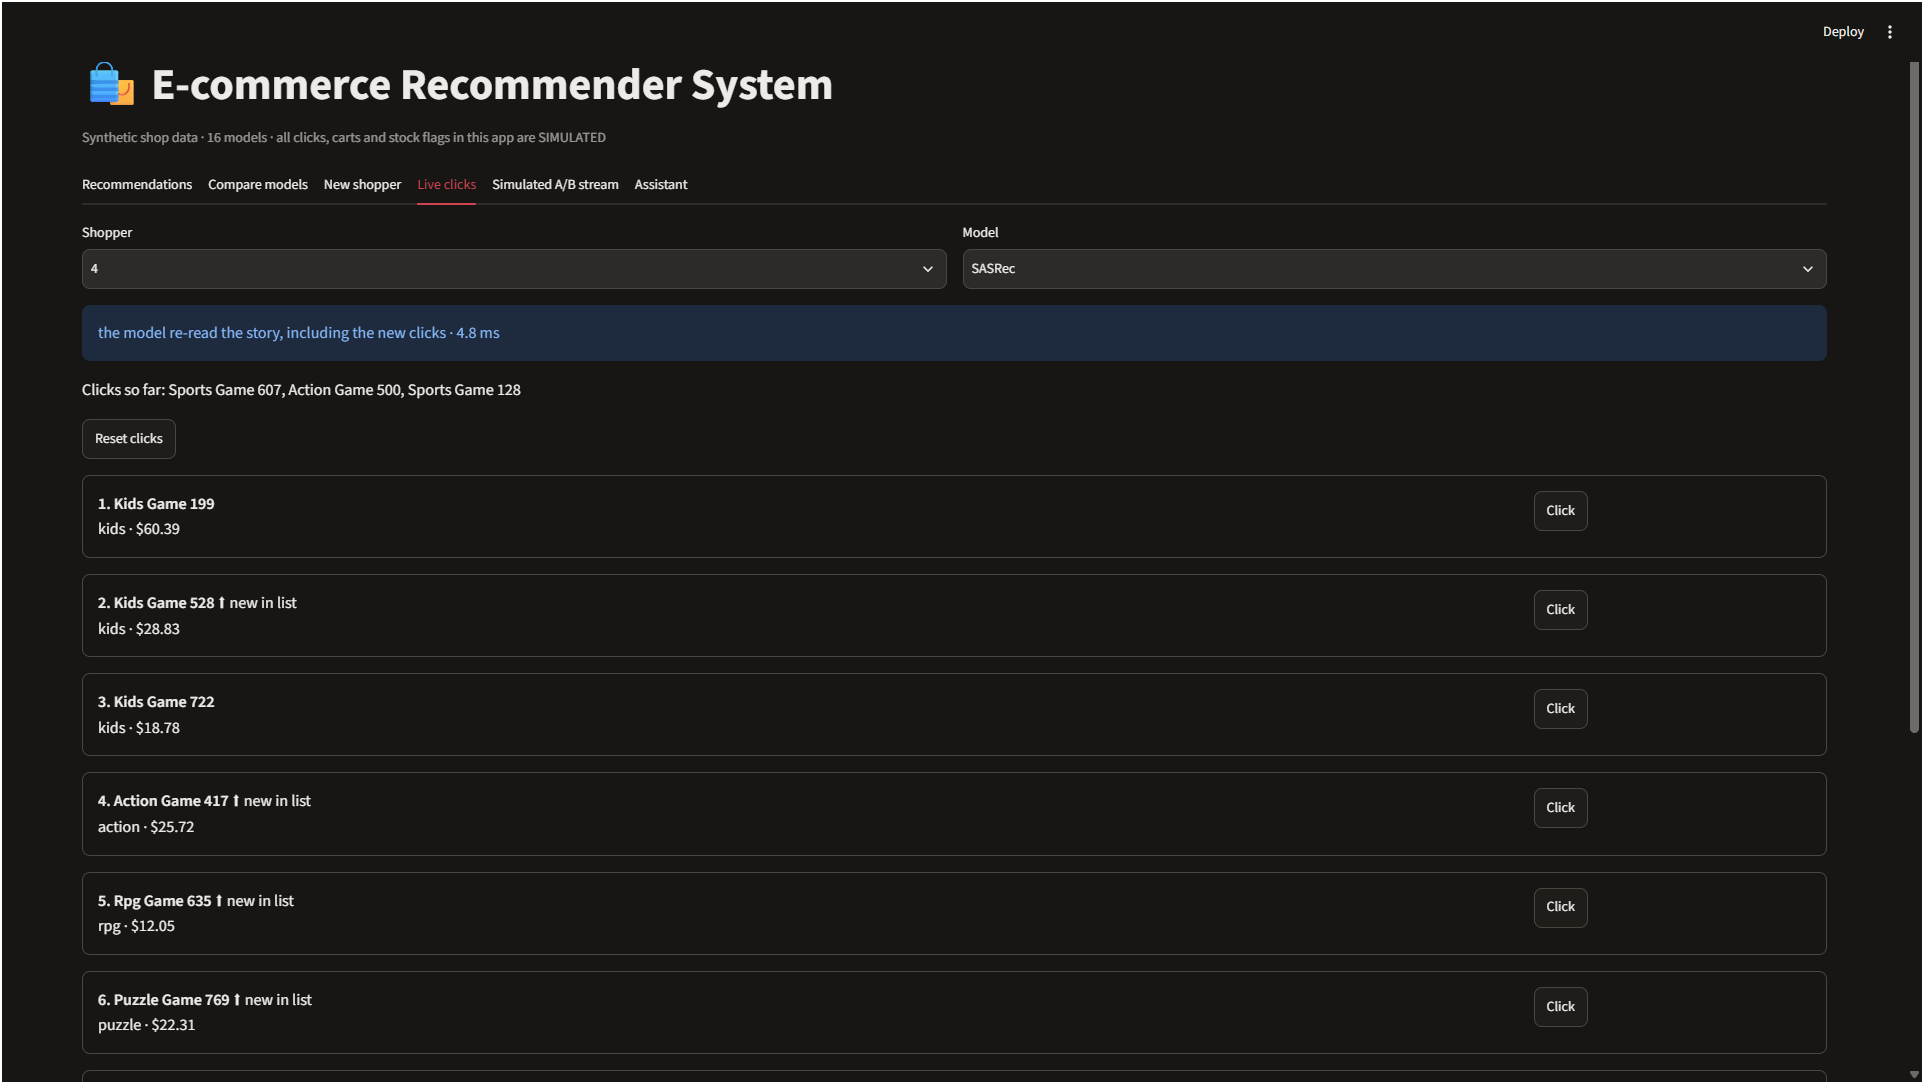 Deploy
E-commerce Recommender System
Synthetic shop data · 16 models · all clicks, carts and stock flags in this app are SIMULATED
Recommendations Compare models New shopper Live clicks Simulated A/B stream Assistant
Shopper Model
4 SASRec
the model re-read the story, including the new clicks · 4.8 ms
Clicks so far: Sports Game 607, Action Game 500, Sports Game 128
Reset clicks
1. Kids Game 199
kids · $60.39
Click
2. Kids Game 528 ⬆ new in list
kids · $28.83
Click
3. Kids Game 722
kids · $18.78
Click
4. Action Game 417 ⬆ new in list
action · $25.72
Click
5. Rpg Game 635 ⬆ new in list
rpg · $12.05
Click
6. Puzzle Game 769 ⬆ new in list
puzzle · $22.31
Click